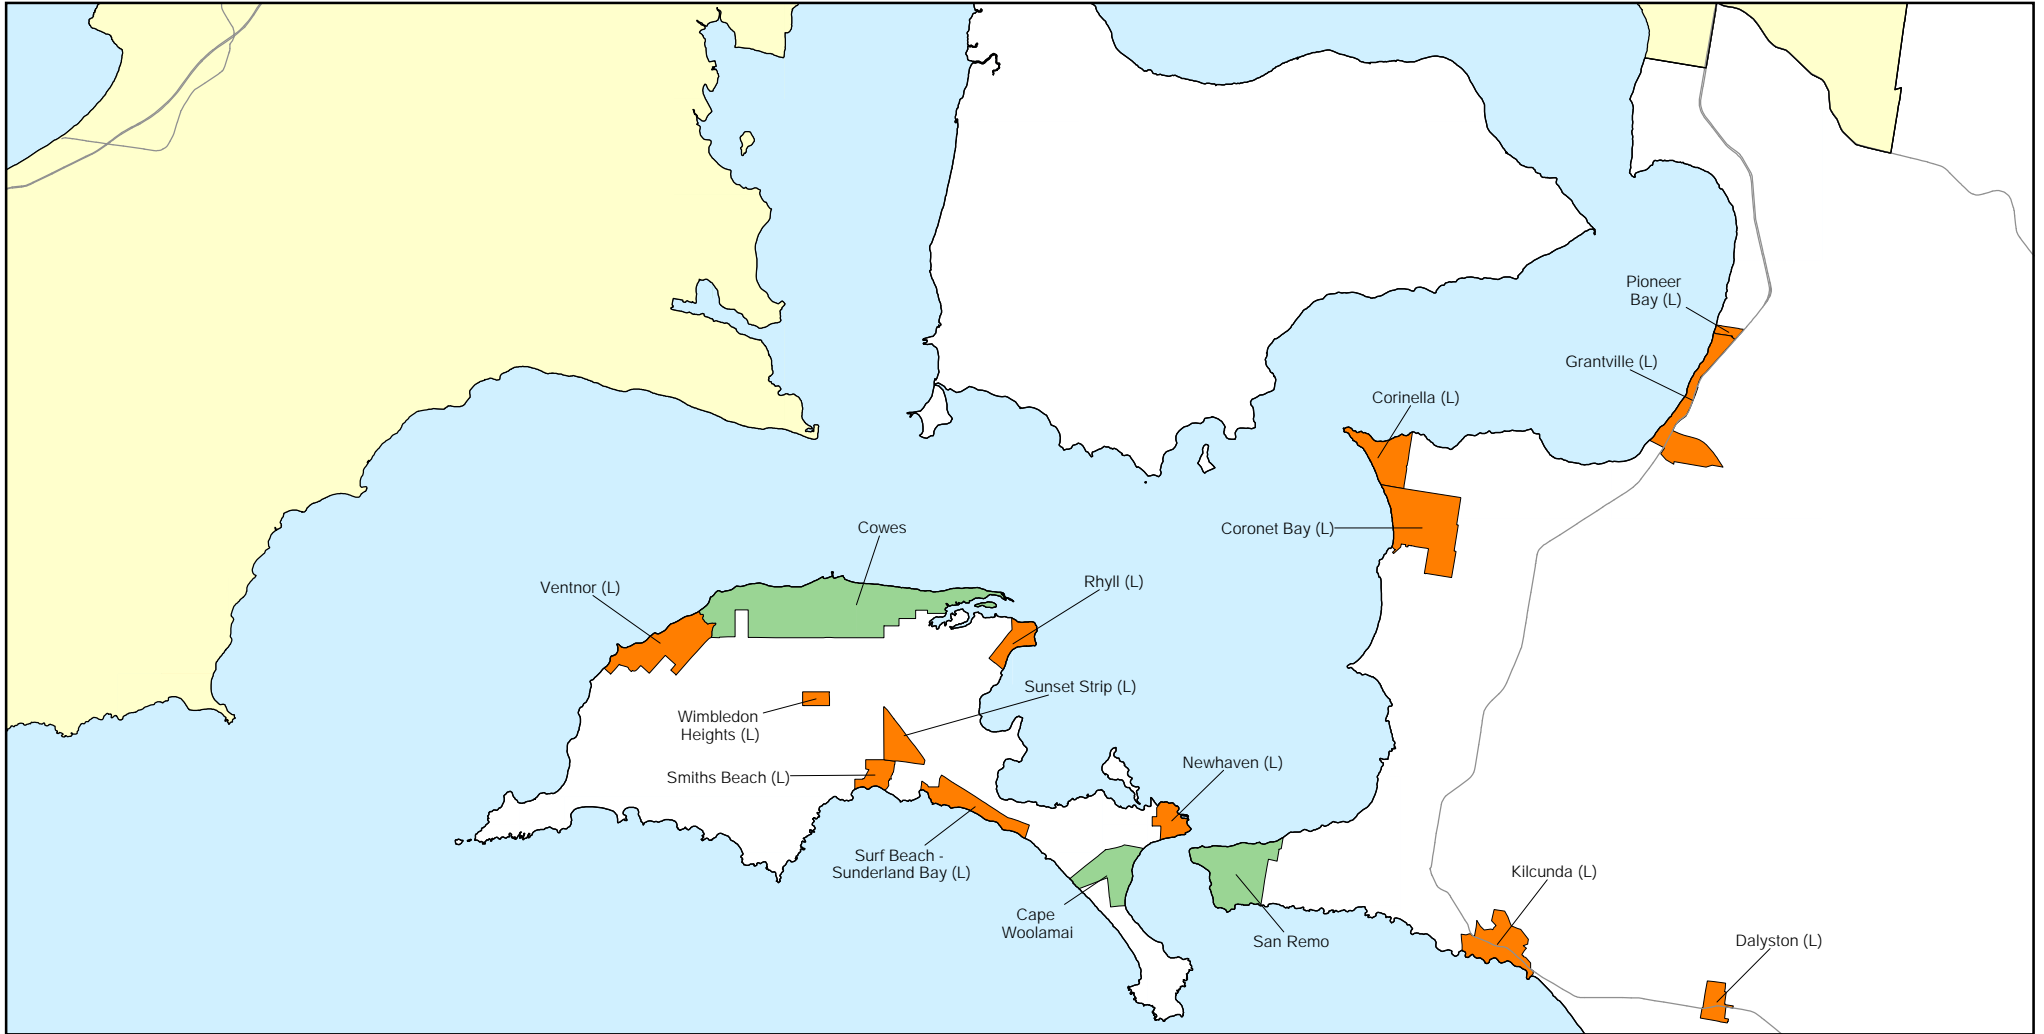 Pioneer
Bay (L)
Grantville (L)
Corinella (L)
Cowes
Coronet Bay (L)
Ventnor (L)
Rhyll (L)
Sunset Strip (L)
Wimbledon
Heights (L)
Smiths Beach (L)
Newhaven (L)
Surf Beach -
Sunderland Bay (L)
Kilcunda (L)
Cape
Woolamai
San Remo
Dalyston (L)